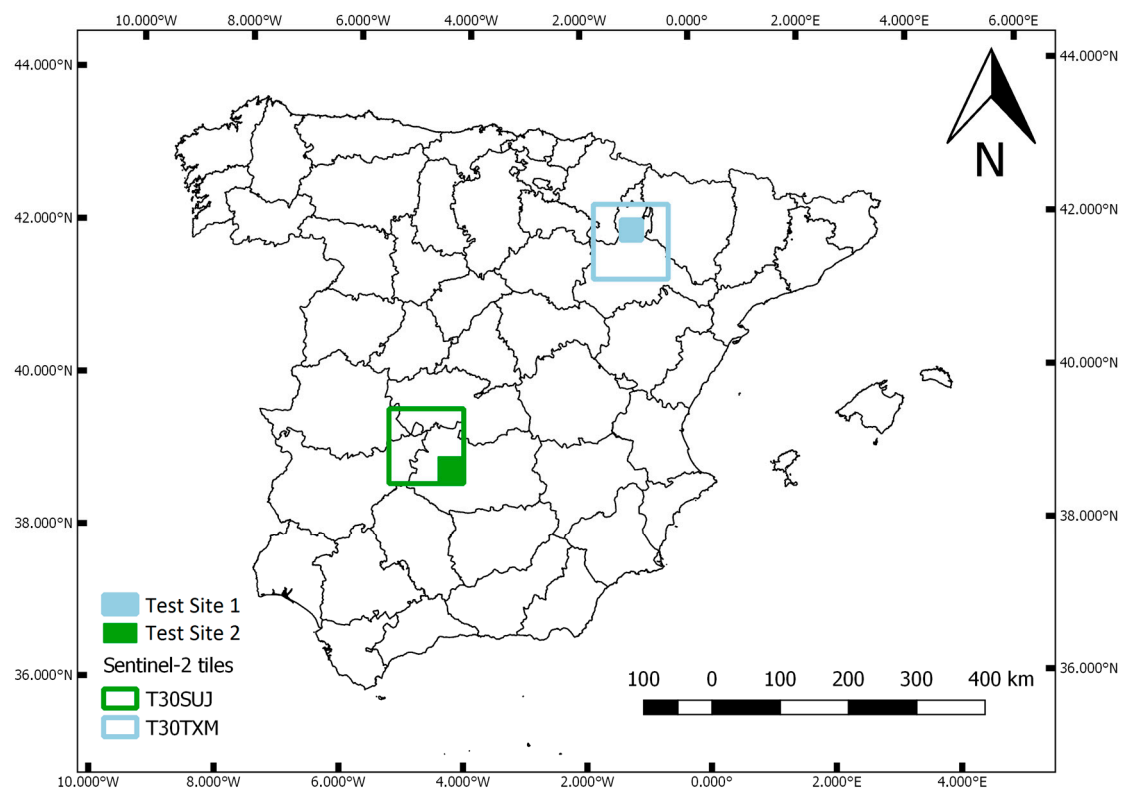 10.000°W 8.000°W 6.000°W 4.000°W 2.000°W 0.000° 2.000°E 4.000°E 6.000°E
44.000°N 44.000°N
N
42.000°N 42.000°N
40.000°N 40.000°N
38.000°N 38.000°N
Test Site 1
Test Site 2
Sentinel-2 tiles
36.000°N 36.000°N
100 0 100 200 300 400 km
T30SUJ
T30TXM
10.000°W 8.000°W 6.000°W 4.000°W 2.000°W 0.000° 2.000°E 4.000°E